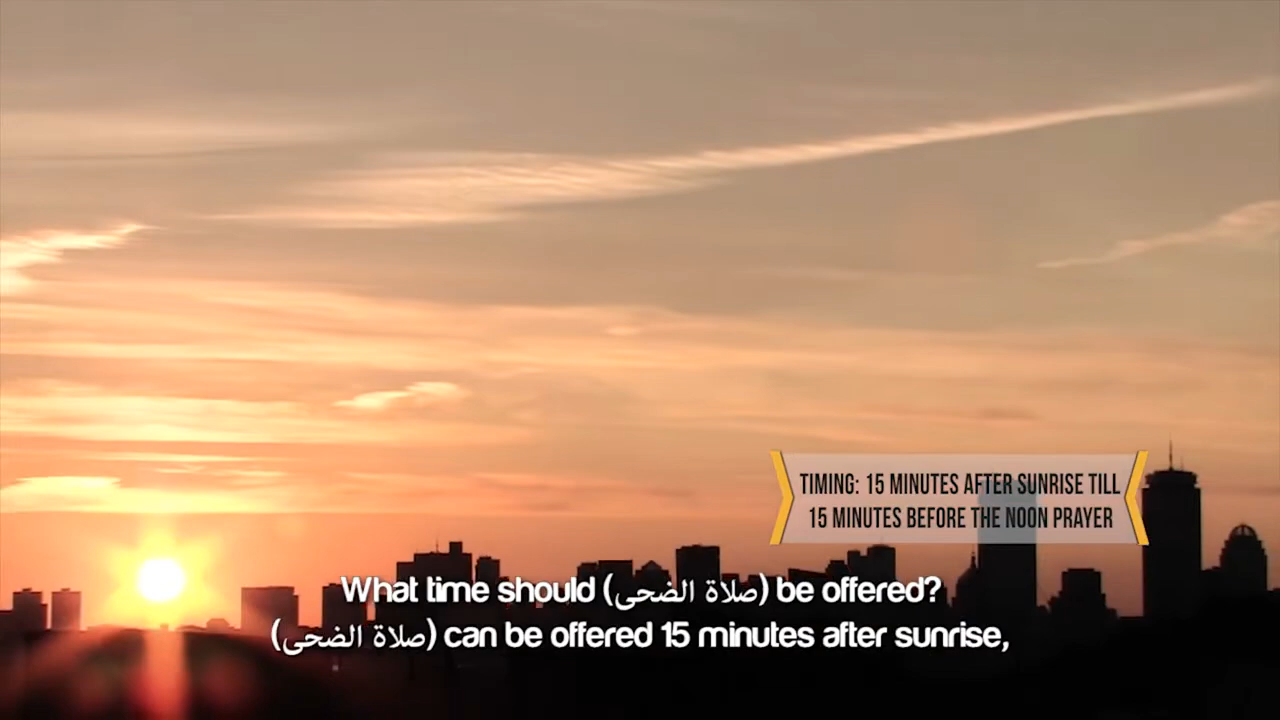 TIMING: 15 MINUTES AFTER SUNRISE TILL
15 MINUTES BEFORE THE NOON PRAYER
What time should (صلاة الضحى) be offered?
(صلاة الضحى) can be offered 15 minutes after sunrise,